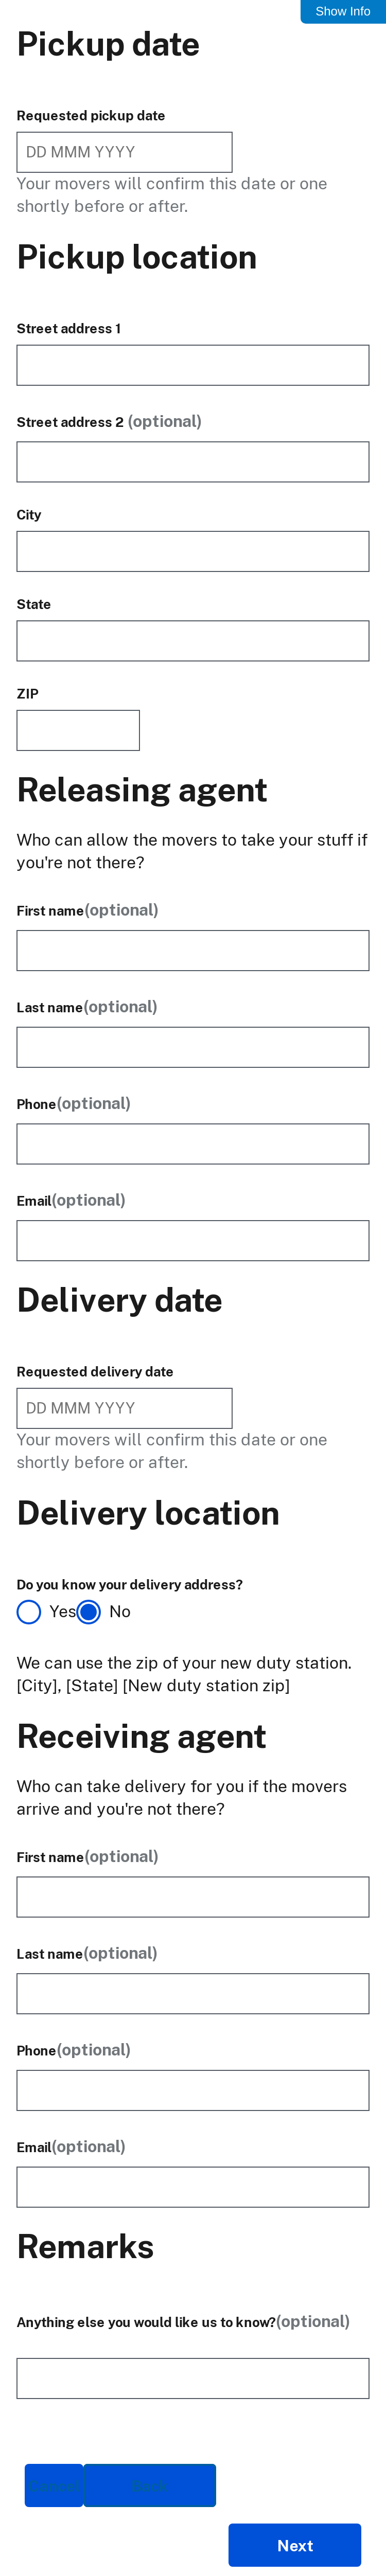 Show Info
Pickup date
Requested pickup date
DD MMM YYYY
Your movers will confirm this date or one
shortly before or after.
Pickup location
Street address 1
Street address 2 (optional)
City
State
ZIP
Releasing agent
Who can allow the movers to take your stuff if
you're not there?
First name(optional)
Last name(optional)
Phone(optional)
Email(optional)
Delivery date
Requested delivery date
DD MMM YYYY
Your movers will confirm this date or one
shortly before or after.
Delivery location
Do you know your delivery address?
Yes No
We can use the zip of your new duty station.
[City], [State] [New duty station zip]
Receiving agent
Who can take delivery for you if the movers
arrive and you're not there?
First name(optional)
Last name(optional)
Phone(optional)
Email(optional)
Remarks
Anything else you would like us to know?(optional)
Cancel Back
Next